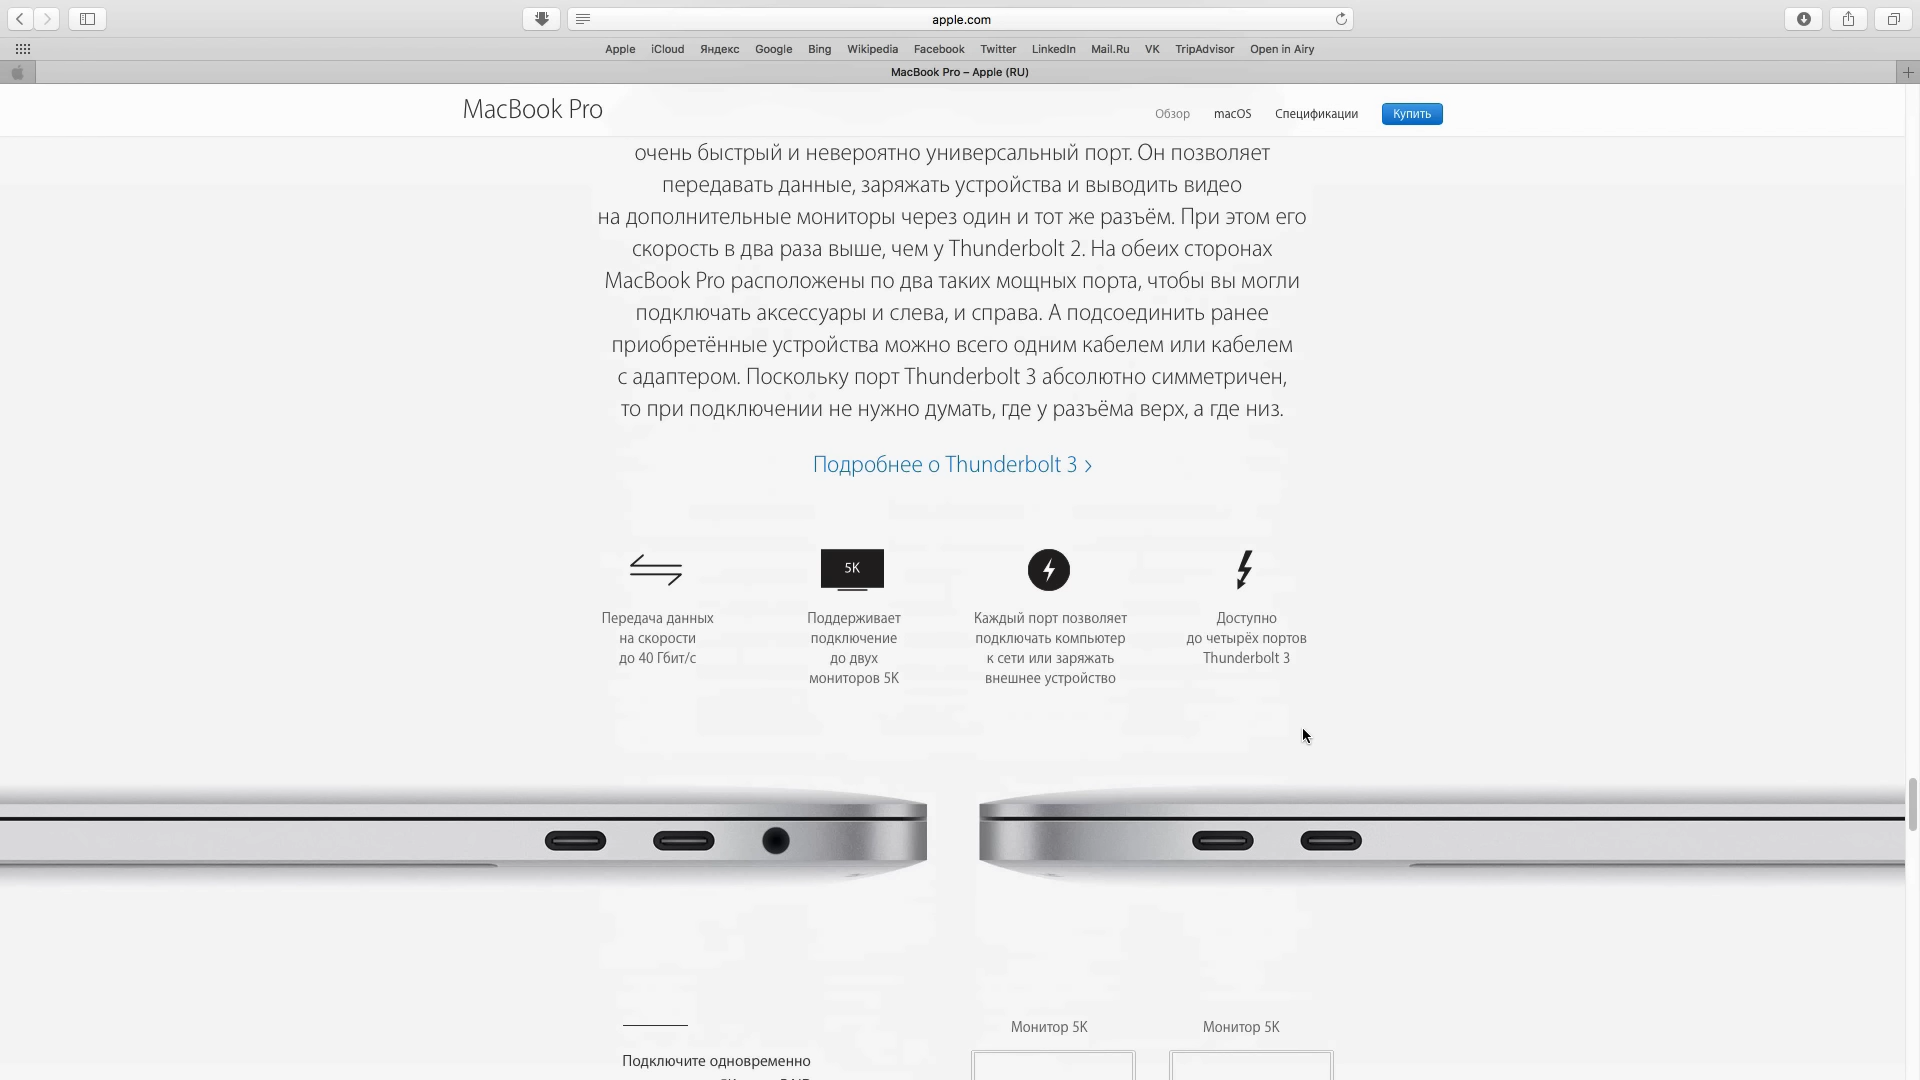 apple.com
Apple iCloud Яндекс Google Bing Wikipedia Facebook Twitter LinkedIn Mail.Ru VK TripAdvisor Open in Airy
MacBook Pro – Apple (RU)
MacBook Pro
Обзор macOS Спецификации Купить
очень быстрый и невероятно универсальный порт. Он позволяет
передавать данные, заряжать устройства и выводить видео
на дополнительные мониторы через один и тот же разъём. При этом его
скорость в два раза выше, чем у Thunderbolt 2. На обеих сторонах
MacBook Pro расположены по два таких мощных порта, чтобы вы могли
подключать аксессуары и слева, и справа. А подсоединить ранее
приобретённые устройства можно всего одним кабелем или кабелем
с адаптером. Поскольку порт Thunderbolt 3 абсолютно симметричен,
то при подключении не нужно думать, где у разъёма верх, а где низ.
Подробнее о Thunderbolt 3 ›
Передача данных
на скорости
до 40 Гбит/с
5K
Поддерживает
подключение
до двух
мониторов 5K
Каждый порт позволяет
подключать компьютер
к сети или заряжать
внешнее устройство
Доступно
до четырёх портов
Thunderbolt 3
Подключите одновременно
Монитор 5K
Монитор 5K